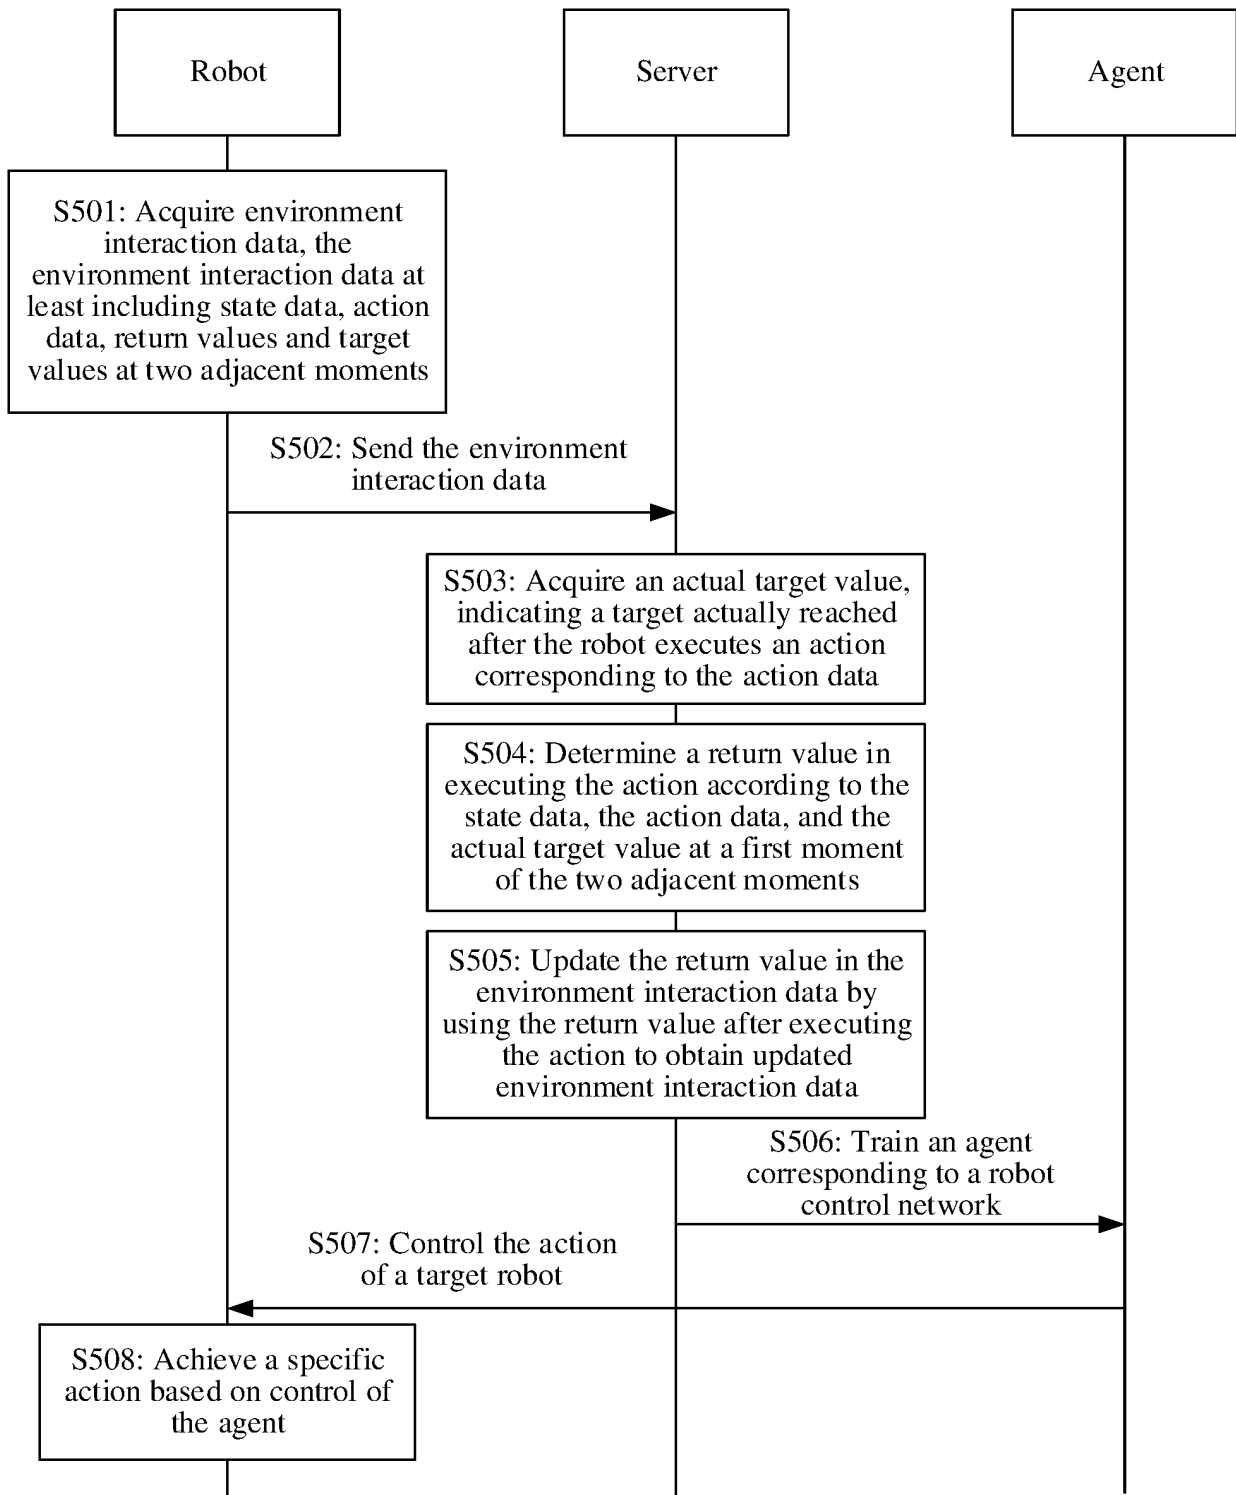 Robot
Server
Agent
S501: Acquire environment
interaction data, the
environment interaction data at
least including state data, action
data, return values and target
values at two adjacent moments
S502: Send the environment
interaction data
S503: Acquire an actual target value,
indicating a target actually reached
after the robot executes an action
corresponding to the action data
S504: Determine a return value in
executing the action according to the
state data, the action data, and the
actual target value at a first moment
of the two adjacent moments
S505: Update the return value in the
environment interaction data by
using the return value after executing
the action to obtain updated
environment interaction data
S506: Train an agent
corresponding to a robot
control network
S507: Control the action
of a target robot
S508: Achieve a specific
action based on control of
the agent